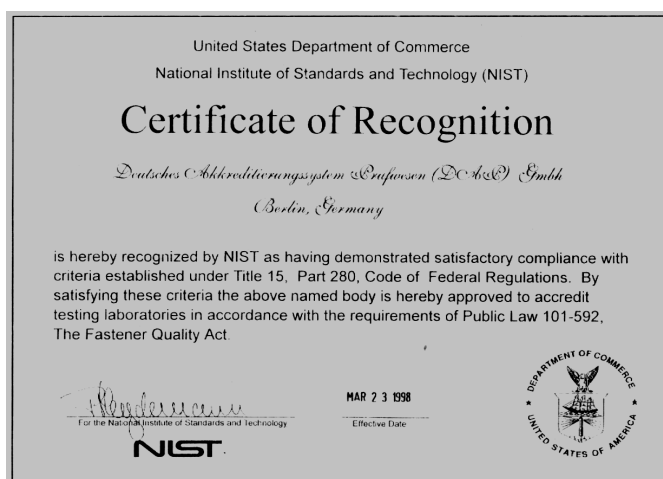 United States Department of Commerce
National Institute of Standards and Technology (NIST)
Certificate of Recognition
Deutsches Akkreditierungssystem Prufwesen (DAP) Gmbh
Berlin, Germany
is hereby recognized by NIST as having demonstrated satisfactory compliance with
criteria established under Title 15, Part 280, Code of Federal Regulations. By
satisfying these criteria the above named body is hereby approved to accredit
testing laboratories in accordance with the requirements of Public Law 101-592,
The Fastener Quality Act.
MAR 23 1998
For the National Institute of Standards and Technology
Effective Date
NIST
DEPARTMENT OF COMMERCE
UNITED STATES OF AMERICA